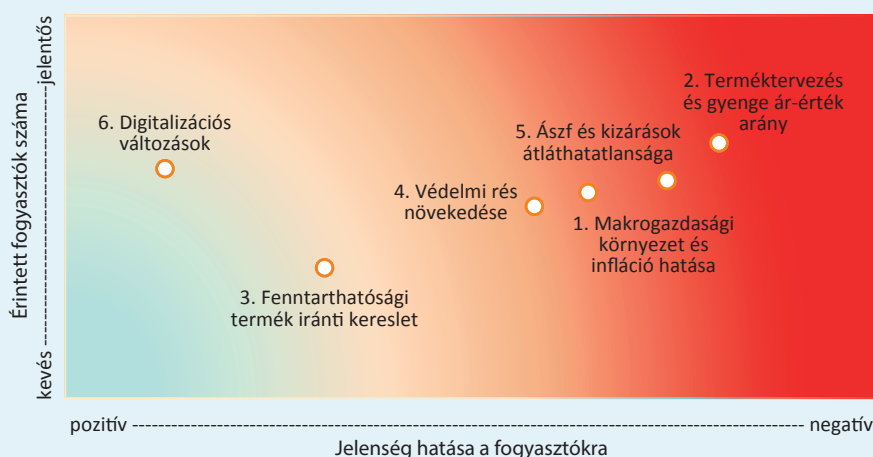 Érintett fogyasztók száma
kevés ------------------------------------- jelentős
6. Digitalizációs
változások
3. Fenntarthatósági
termék iránti kereslet
4. Védelmi rés
növekedése
5. Ászf és kizárások
átláthatatlansága
1. Makrogazdasági
környezet és
infláció hatása
2. Terméktervezés
és gyenge ár-érték
arány
pozitív ---------------------------------------------------------------------------------- negatív
Jelenség hatása a fogyasztókra